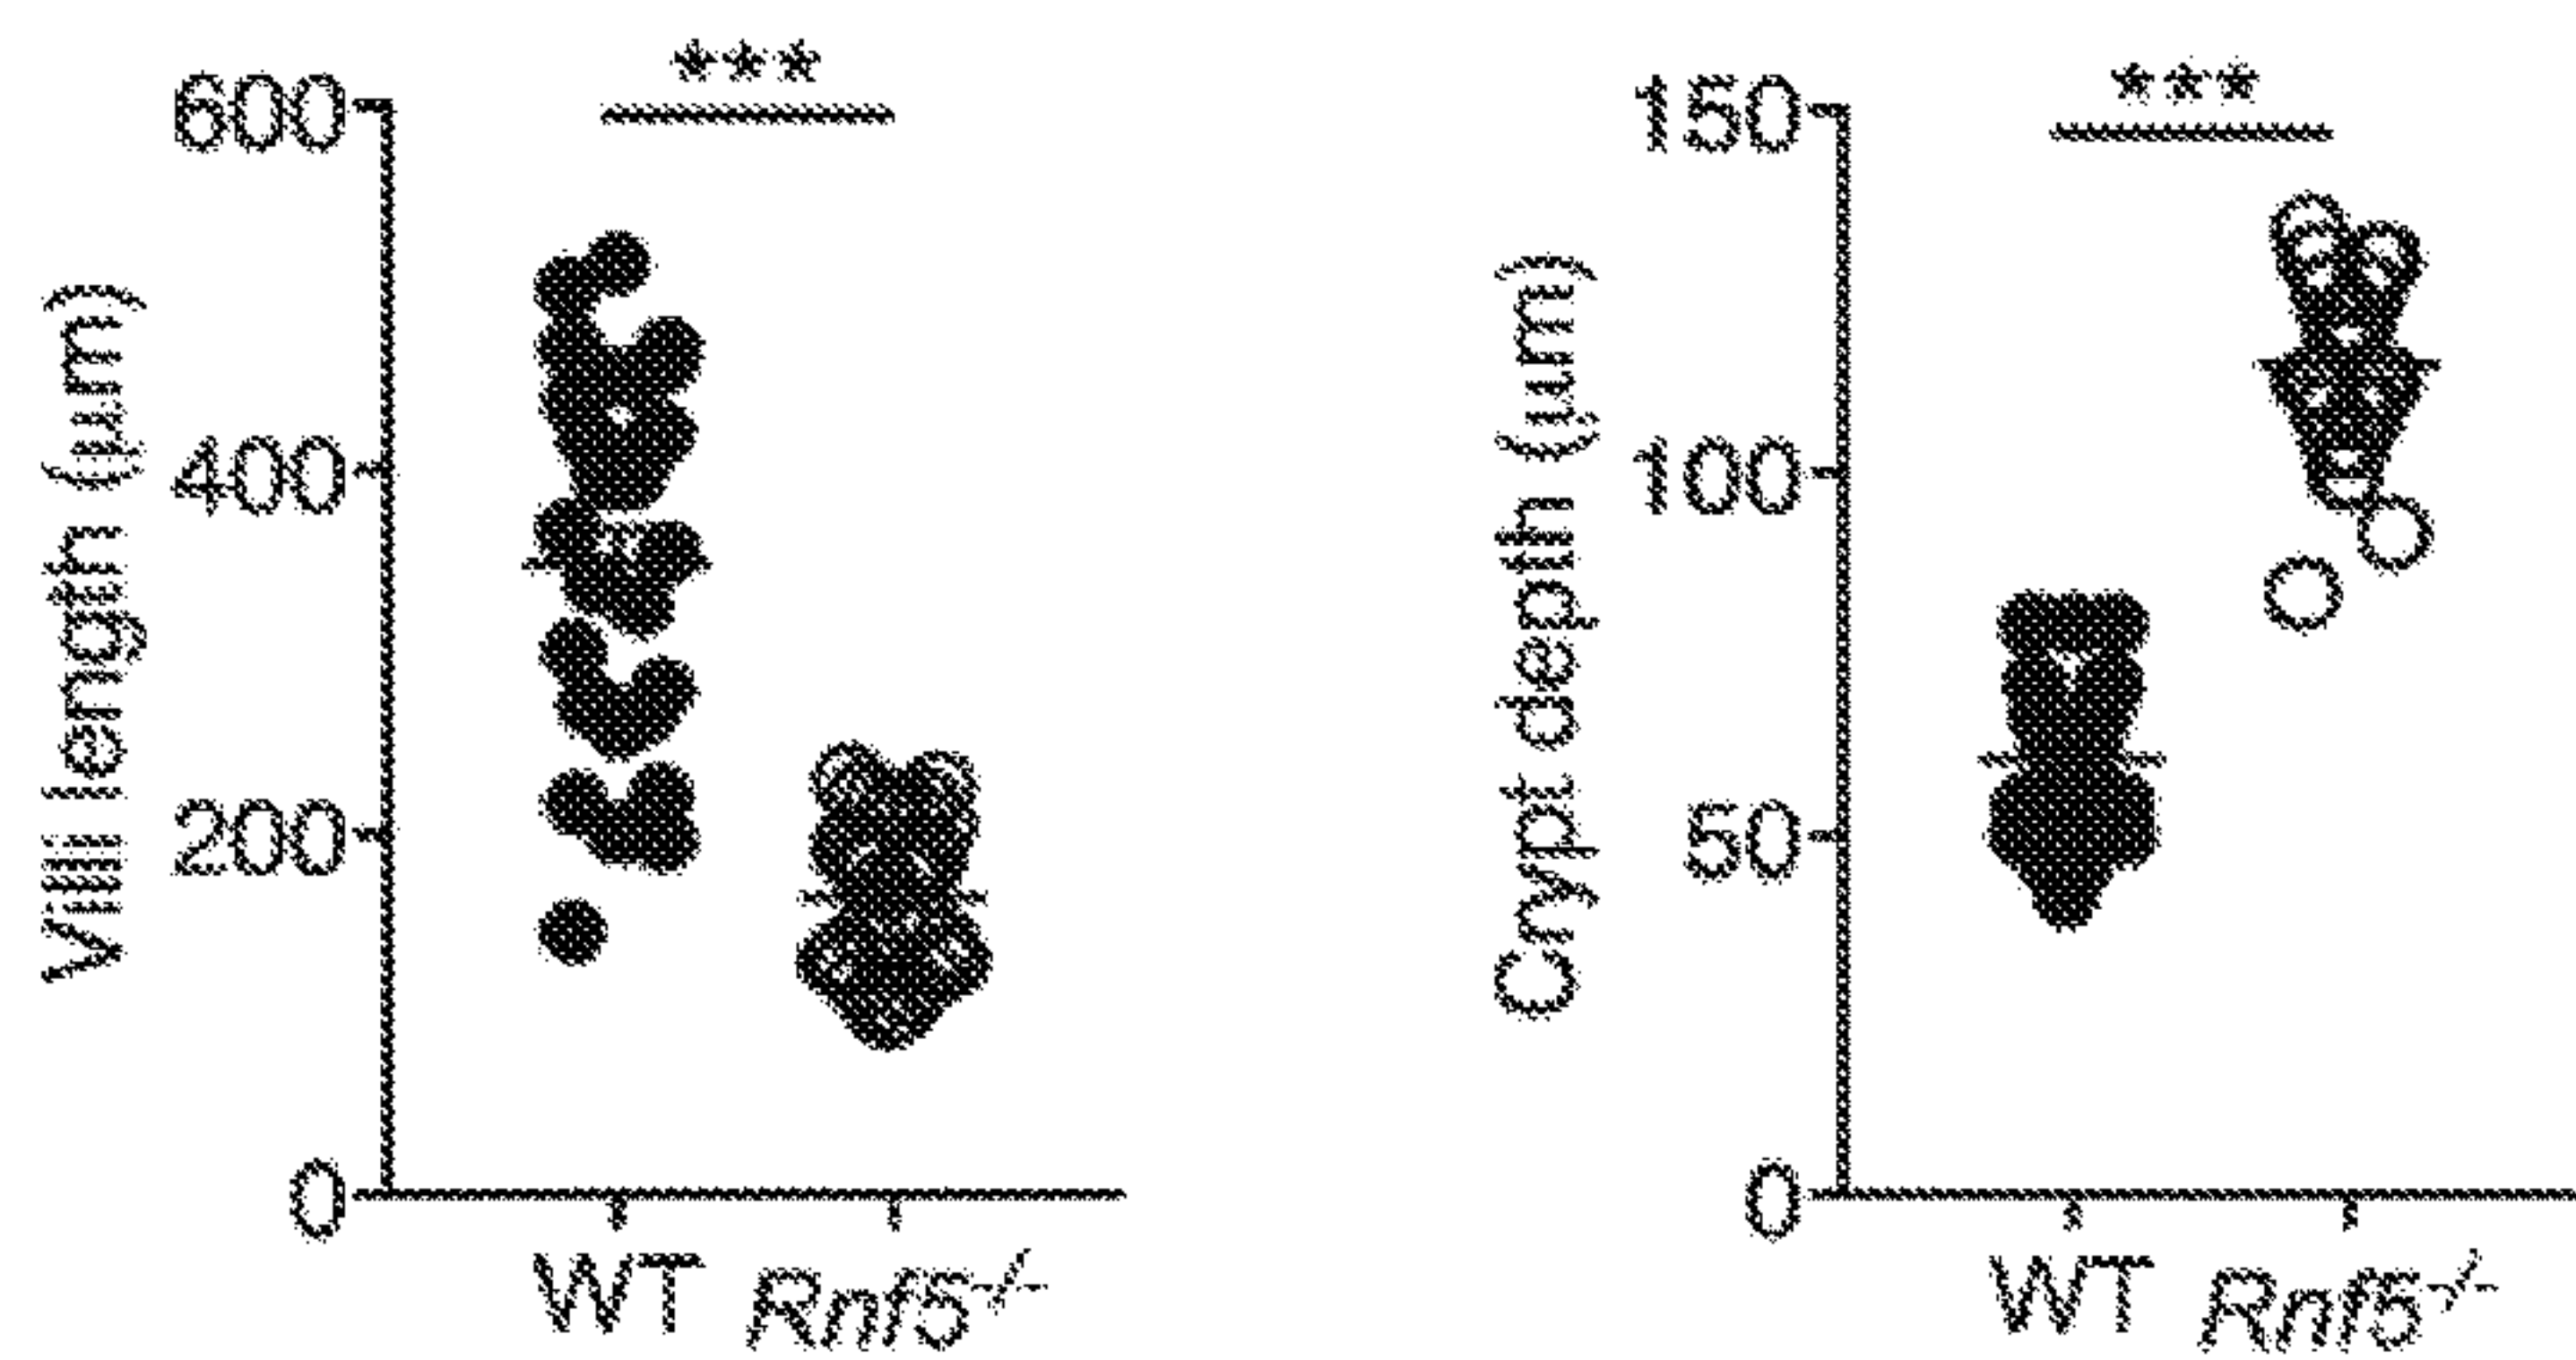 ***
600
400
200
0
Villi length (μm)
WT Rnf5-/-
***
150
100
50
0
Crypt depth (μm)
WT Rnf5-/-